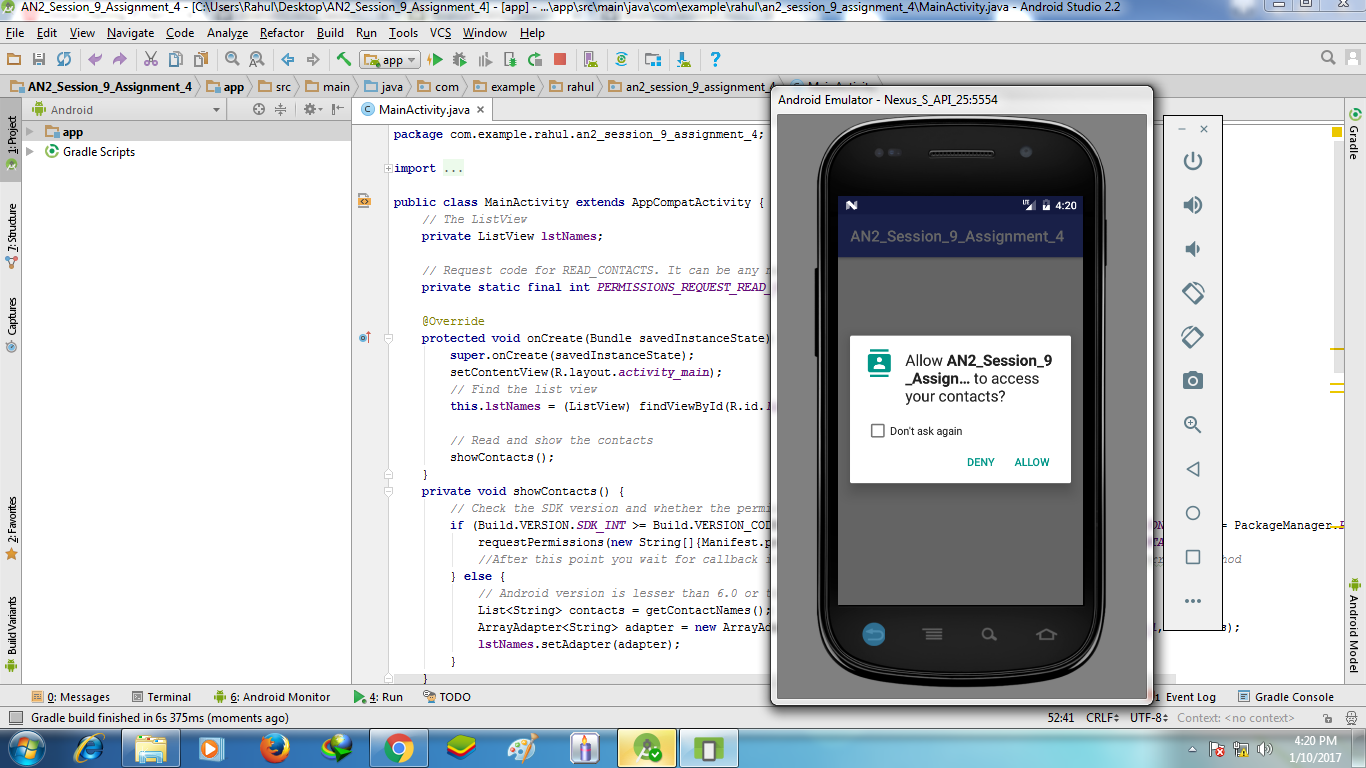 AN2_Session_9_Assignment_4 - [C:\Users\Rahul\Desktop\AN2_Session_9_Assignment_4] - [app] - ...\app\src\main\java\com\example\rahul\an2_session_9_assignment_4\MainActivity.java - Android Studio 2.2
File Edit View Navigate Code Analyze Refactor Build Run Tools VCS Window Help
app
AN2_Session_9_Assignment_4 app src main java com example rahul an2_session_9_assignment_4 MainActivity
Android
MainActivity.java
app
Gradle Scripts
1: Project
7: Structure
Captures
2: Favorites
Build Variants
package com.example.rahul.an2_session_9_assignment_4;
import ...
public class MainActivity extends AppCompatActivity {
// The ListView
private ListView lstNames;
// Request code for READ_CONTACTS. It can be any
private static final int PERMISSIONS_REQUEST_READ_
@Override
protected void onCreate(Bundle savedInstanceState)
super.onCreate(savedInstanceState);
setContentView(R.layout.activity_main);
// Find the list view
this.lstNames = (ListView) findViewById(R.id.
// Read and show the contacts
showContacts();
}
private void showContacts() {
// Check the SDK version and whether the permi
if (Build.VERSION.SDK_INT >= Build.VERSION_COD = PackageManager.
requestPermissions(new String[]{Manifest.p
//After this point you wait for callback i hod
} else {
// Android version is lesser than 6.0 or t
List<String> contacts = getContactNames();
ArrayAdapter<String> adapter = new ArrayAd s);
lstNames.setAdapter(adapter);
}
}
Android Emulator - Nexus_S_API_25:5554
LTE 4:20
AN2_Session_9_Assignment_4
Allow AN2_Session_9
_Assign... to access
your contacts?
Don't ask again
DENY ALLOW
Gradle
Android Model
0: Messages Terminal 6: Android Monitor 4: Run TODO 1 Event Log Gradle Console
Gradle build finished in 6s 375ms (moments ago) 52:41 CRLF UTF-8 Context: <no context>
4:20 PM
1/10/2017